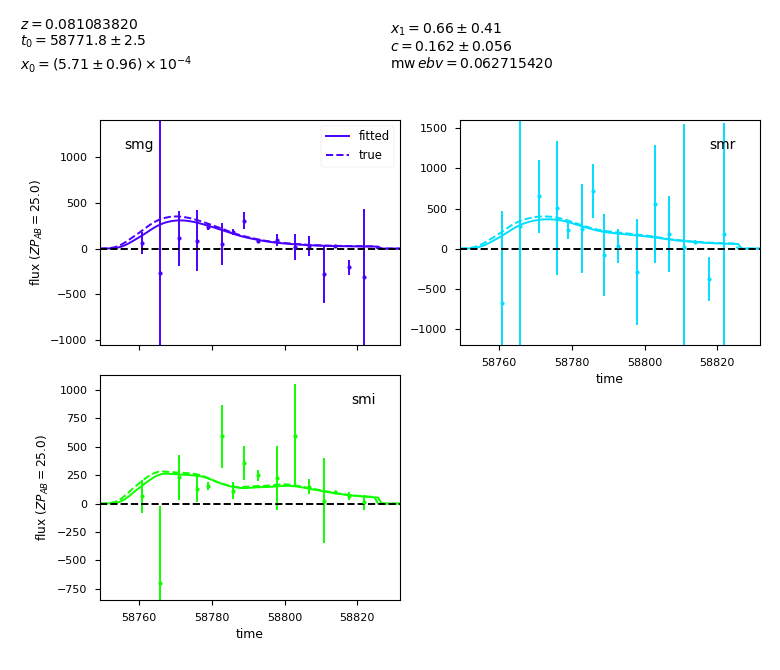 z = 0.081083820
t₀ = 58771.8 ± 2.5
x₀ = (5.71 ± 0.96) × 10⁻⁴
x₁ = 0.66 ± 0.41
c = 0.162 ± 0.056
mw ebv = 0.062715420
smg
fitted
true
1000
500
0
−500
−1000
flux (ZP_AB = 25.0)
smr
1500
1000
500
0
−500
−1000
58760 58780 58800 58820
time
smi
1000
750
500
250
0
−250
−500
−750
flux (ZP_AB = 25.0)
58760 58780 58800 58820
time